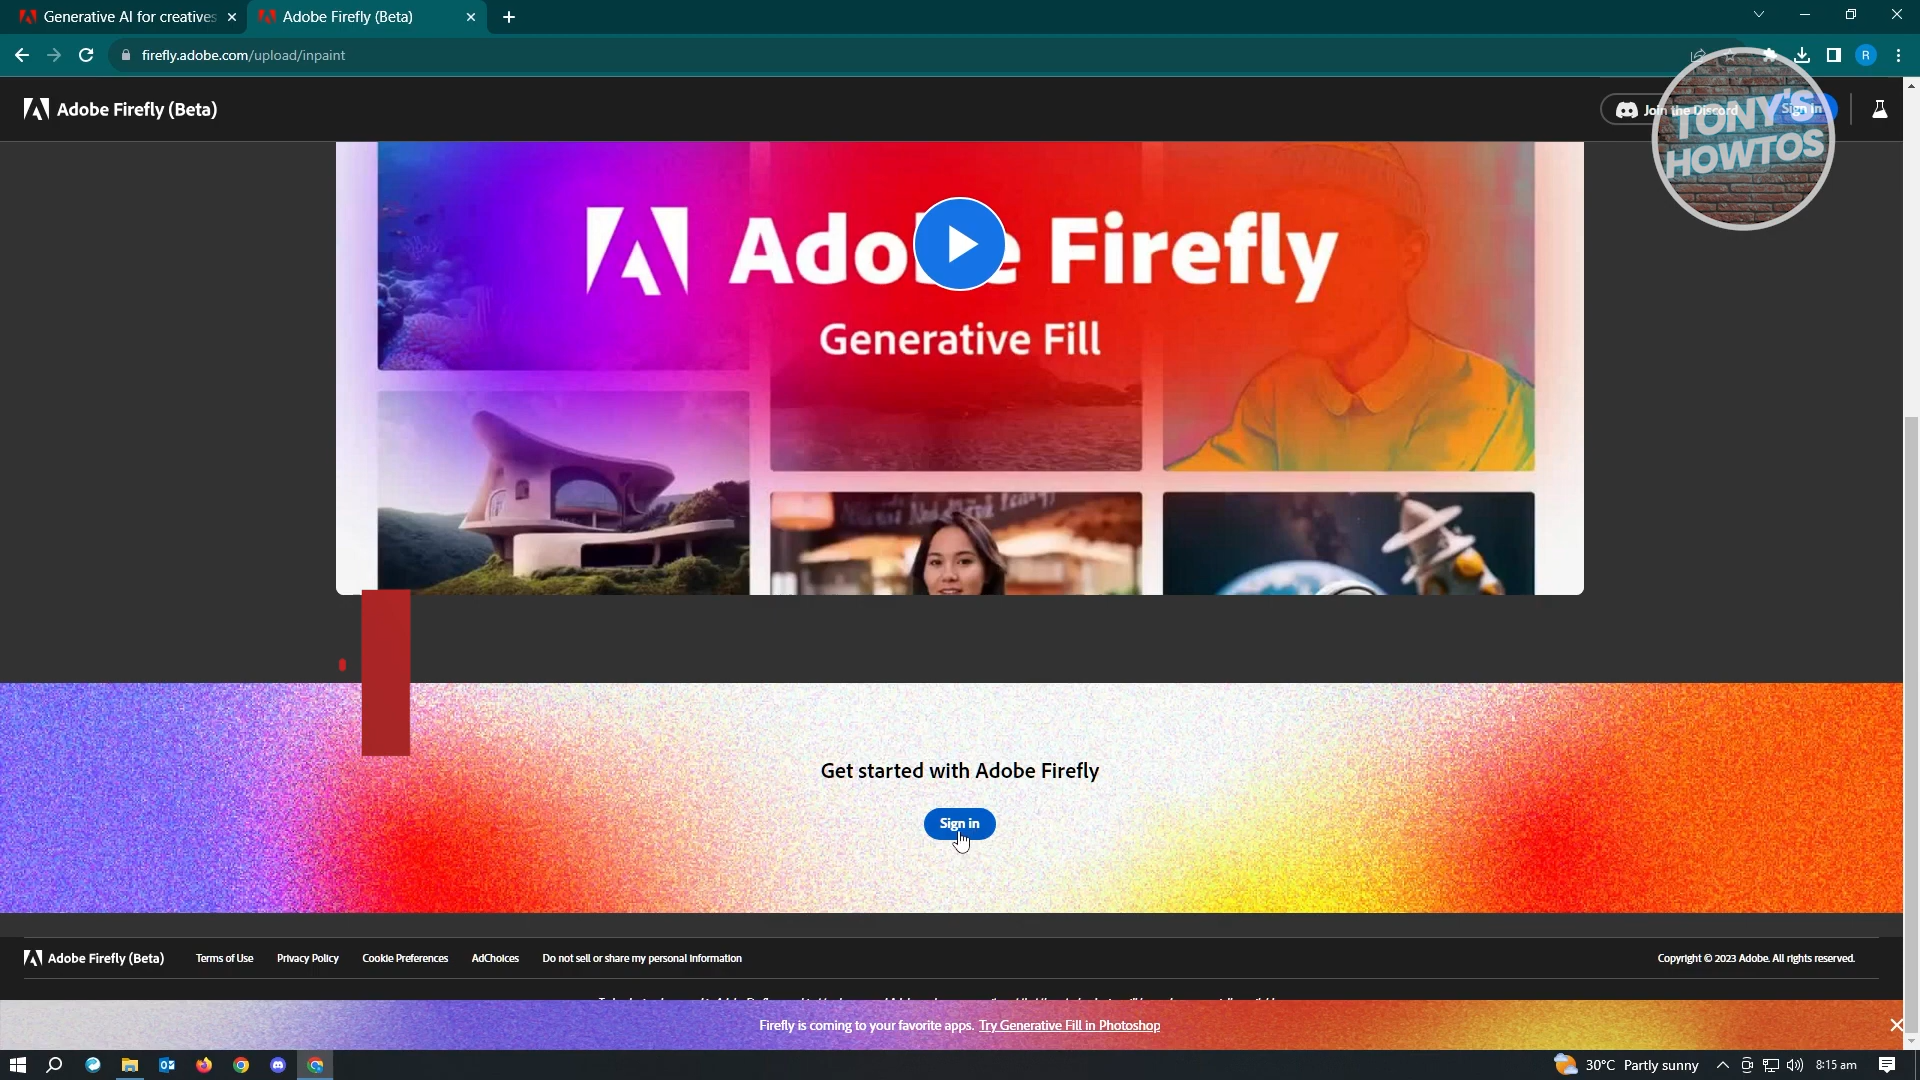 Generative AI for creatives
Adobe Firefly (Beta)
firefly.adobe.com/upload/inpaint
R
Adobe Firefly (Beta)
Join the Discord
Sign in
TONY'S
HOWTOS
Adobe Firefly
Generative Fill
Get started with Adobe Firefly
Sign in
Adobe Firefly (Beta)
Terms of Use
Privacy Policy
Cookie Preferences
AdChoices
Do not sell or share my personal information
Copyright © 2023 Adobe. All rights reserved.
Firefly is coming to your favorite apps. Try Generative Fill in Photoshop
30°C Partly sunny
8:15 am